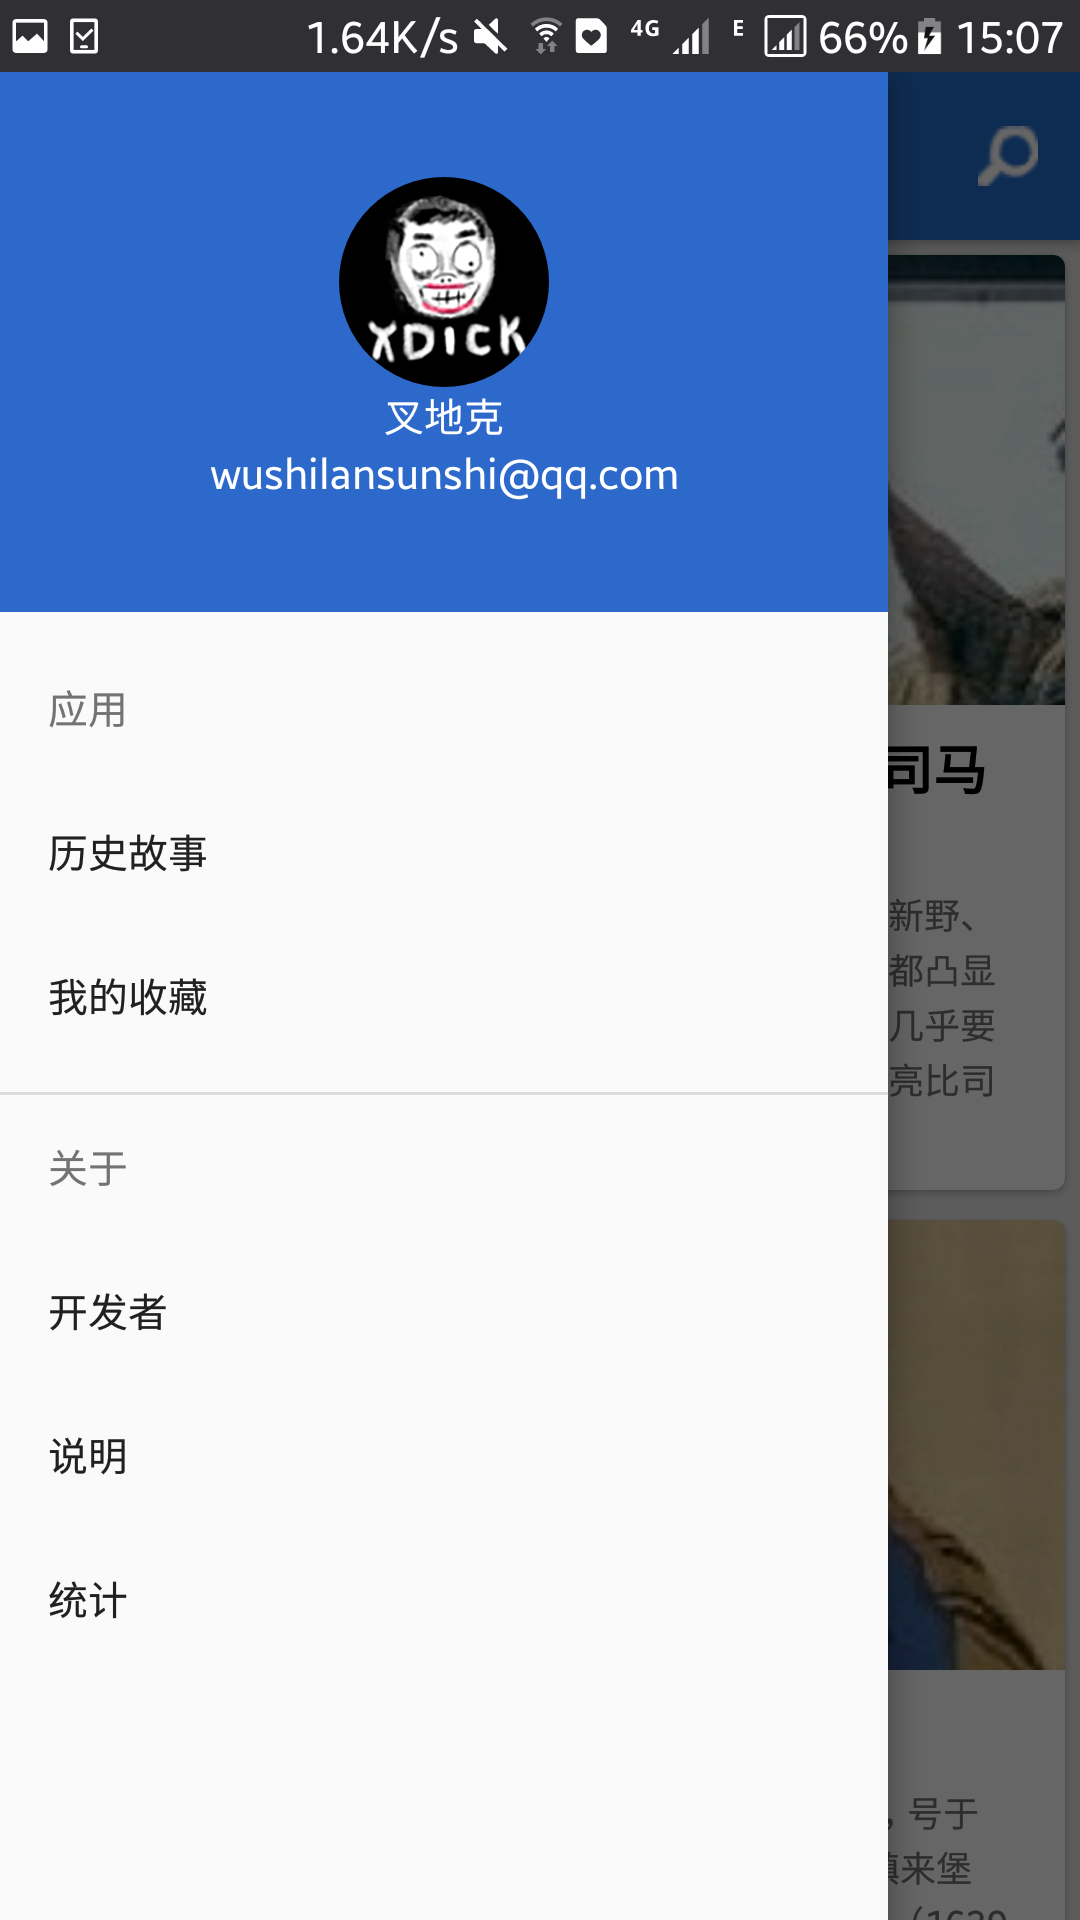 1.64K/s 4G E 66% 15:07
XDICK
叉地克
wushilansunshi@qq.com
应用
历史故事
我的收藏
关于
开发者
说明
统计
司马
新野、
都凸显
几乎要
亮比司
，号于
来堡